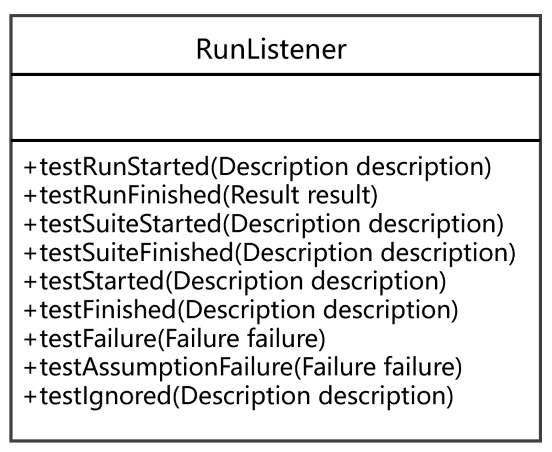 RunListener
+testRunStarted(Description description)
+testRunFinished(Result result)
+testSuiteStarted(Description description)
+testSuiteFinished(Description description)
+testStarted(Description description)
+testFinished(Description description)
+testFailure(Failure failure)
+testAssumptionFailure(Failure failure)
+testIgnored(Description description)